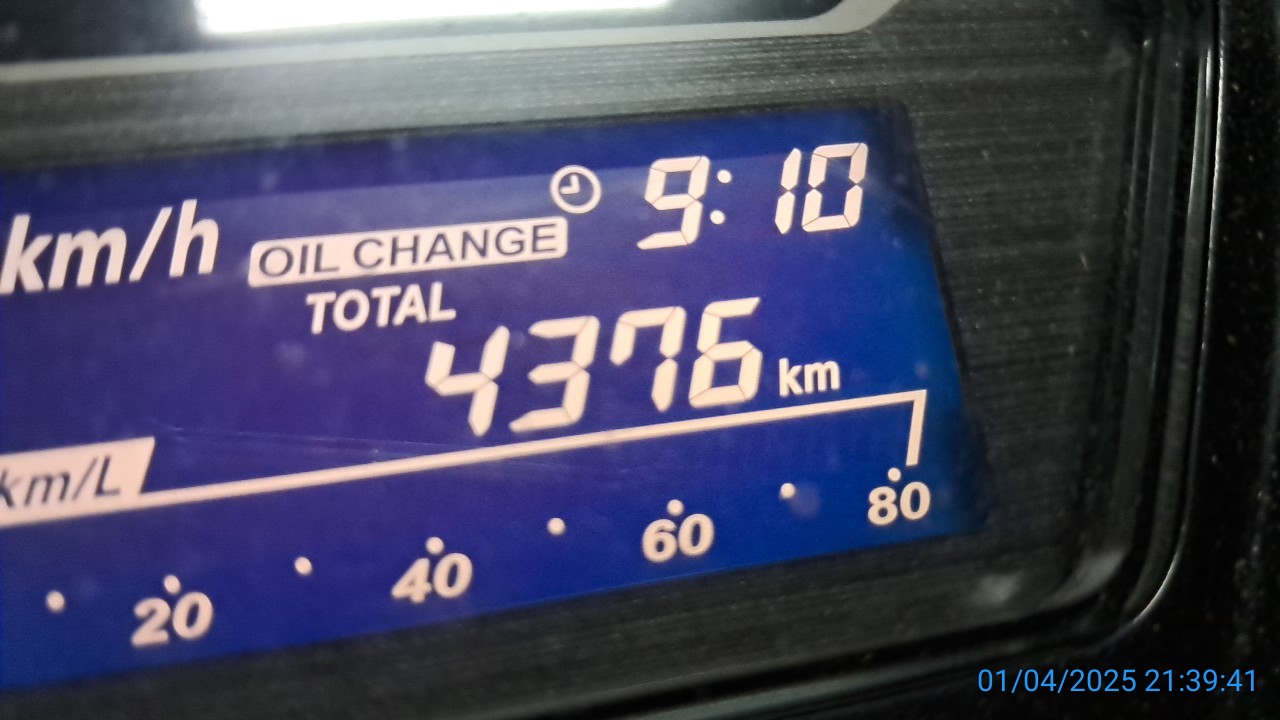 9:10
km/h OIL CHANGE
TOTAL
4376 km
km/L
20 40 60 80
01/04/2025 21:39:41